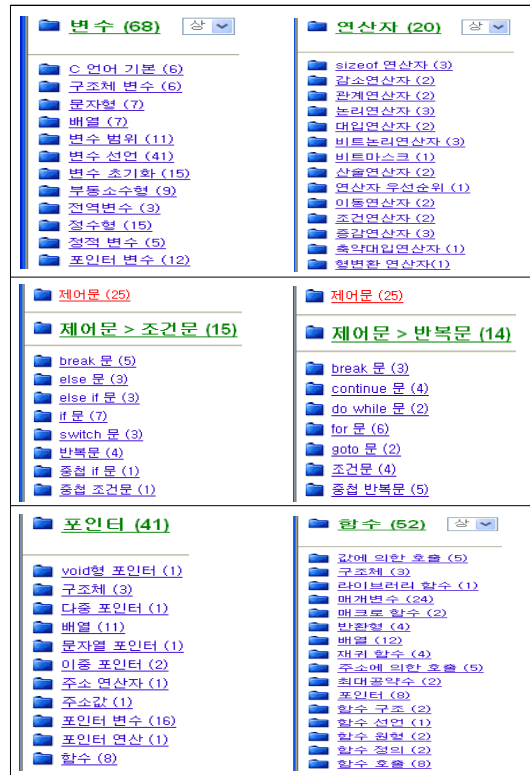 변수 (68) 상
C 언어 기본 (6)
구조체 변수 (6)
문자형 (7)
배열 (7)
변수 범위 (11)
변수 선언 (41)
변수 초기화 (15)
부동소수형 (9)
전역변수 (3)
정수형 (15)
정적 변수 (5)
포인터 변수 (12)
연산자 (20) 상
sizeof 연산자 (3)
감소연산자 (2)
관계연산자 (2)
논리연산자 (3)
대입연산자 (2)
비트논리연산자 (3)
비트마스크 (1)
산술연산자 (2)
연산자 우선순위 (1)
이동연산자 (2)
조건연산자 (2)
증감연산자 (3)
축약대입연산자 (1)
형변환 연산자(1)
제어문 (25)
제어문 > 조건문 (15)
break 문 (5)
else 문 (3)
else if 문 (3)
if 문 (7)
switch 문 (3)
반복문 (4)
중첩 if 문 (1)
중첩 조건문 (1)
제어문 (25)
제어문 > 반복문 (14)
break 문 (3)
continue 문 (4)
do while 문 (2)
for 문 (6)
goto 문 (2)
조건문 (4)
중첩 반복문 (5)
포인터 (41)
void형 포인터 (1)
구조체 (3)
다중 포인터 (1)
배열 (11)
문자열 포인터 (1)
이중 포인터 (2)
주소 연산자 (1)
주소값 (1)
포인터 변수 (16)
포인터 연산 (1)
함수 (8)
함수 (52) 상
값에 의한 호출 (5)
구조체 (3)
라이브러리 함수 (1)
매개변수 (24)
매크로 함수 (2)
반환형 (4)
배열 (12)
재귀 함수 (4)
주소에 의한 호출 (5)
최대공약수 (2)
포인터 (8)
함수 구조 (2)
함수 선언 (1)
함수 원형 (2)
함수 정의 (2)
함수 호출 (8)